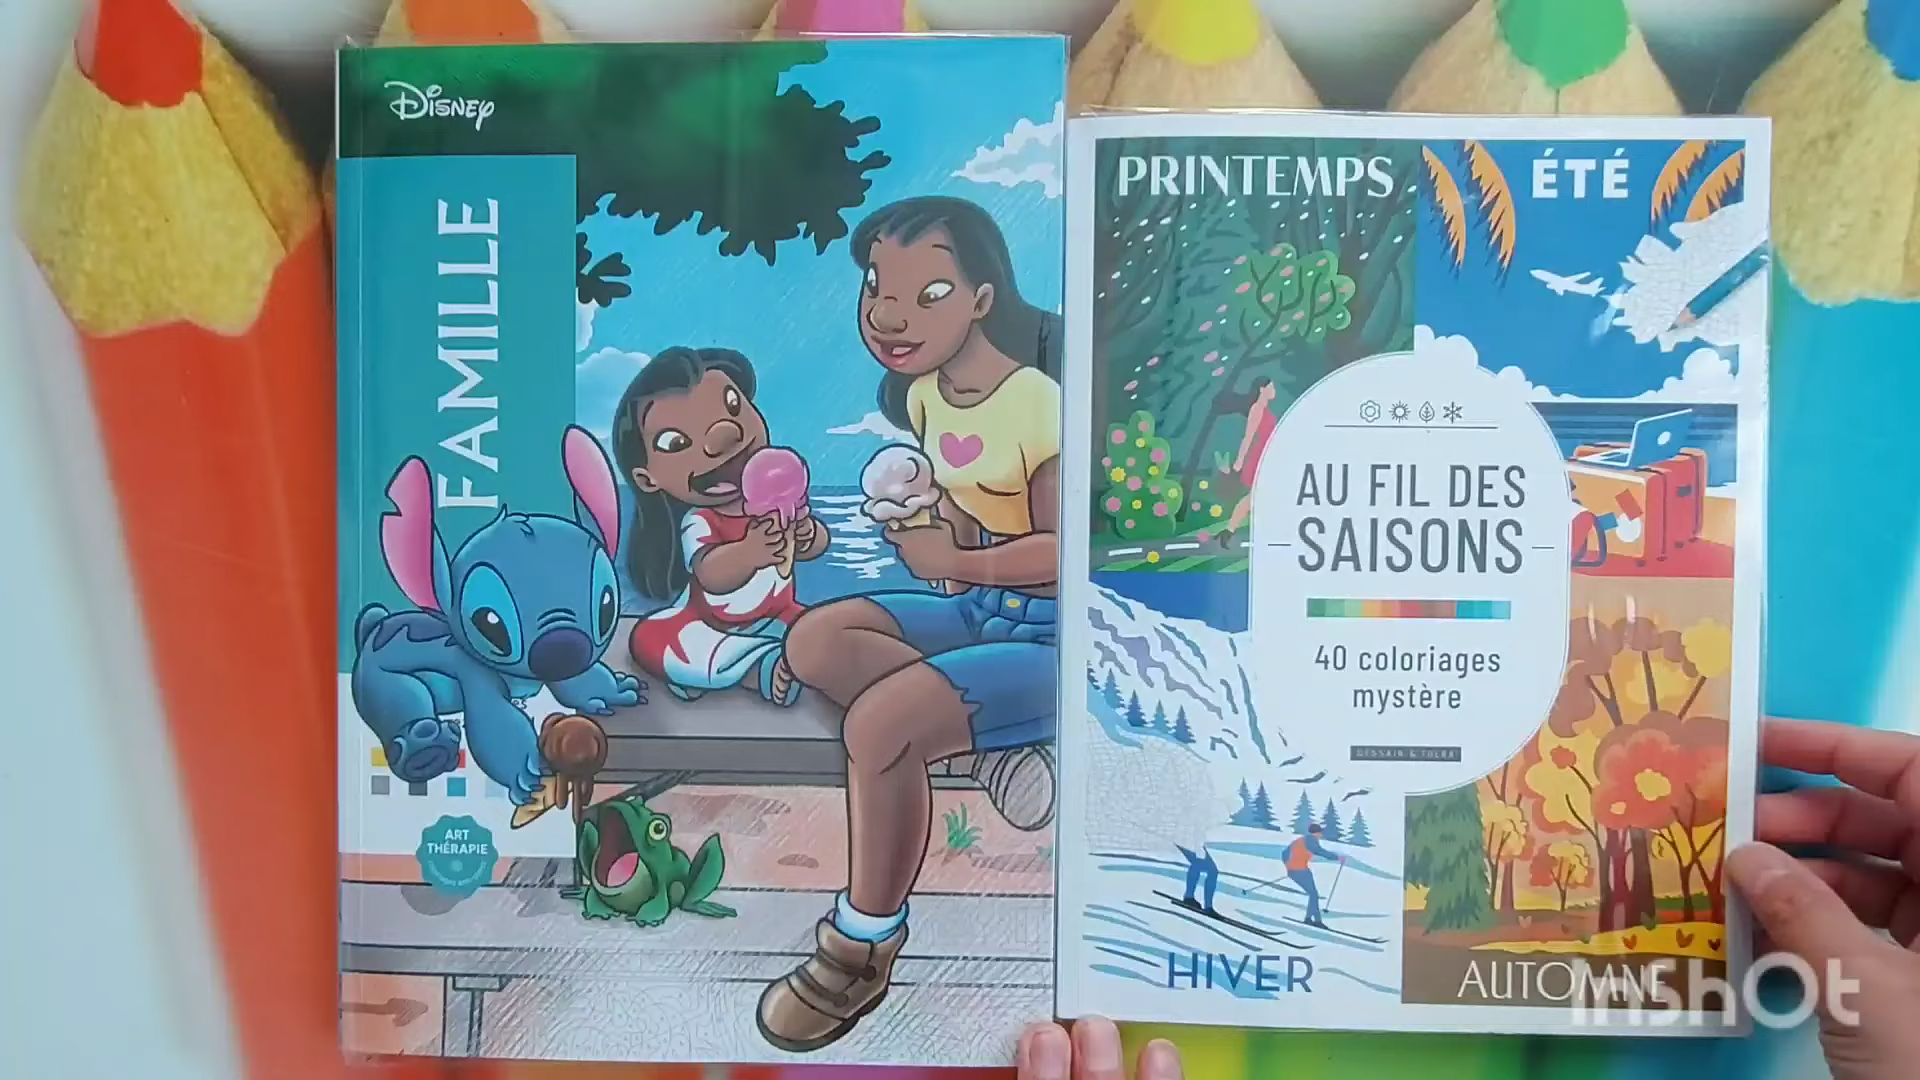 Disney
FAMILLE
ART
THÉRAPIE
PRINTEMPS
ÉTÉ
AU FIL DES
SAISONS
40 coloriages
mystère
DESSAIN & TOLRA
HIVER
AUTOMNE
InShOt